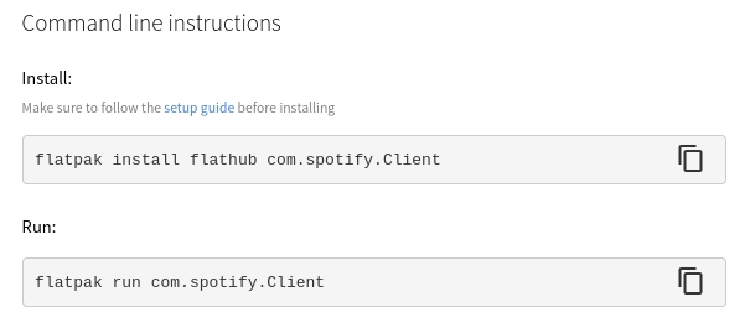 Command line instructions
Install:
Make sure to follow the setup guide before installing
flatpak install flathub com.spotify.Client
Run:
flatpak run com.spotify.Client